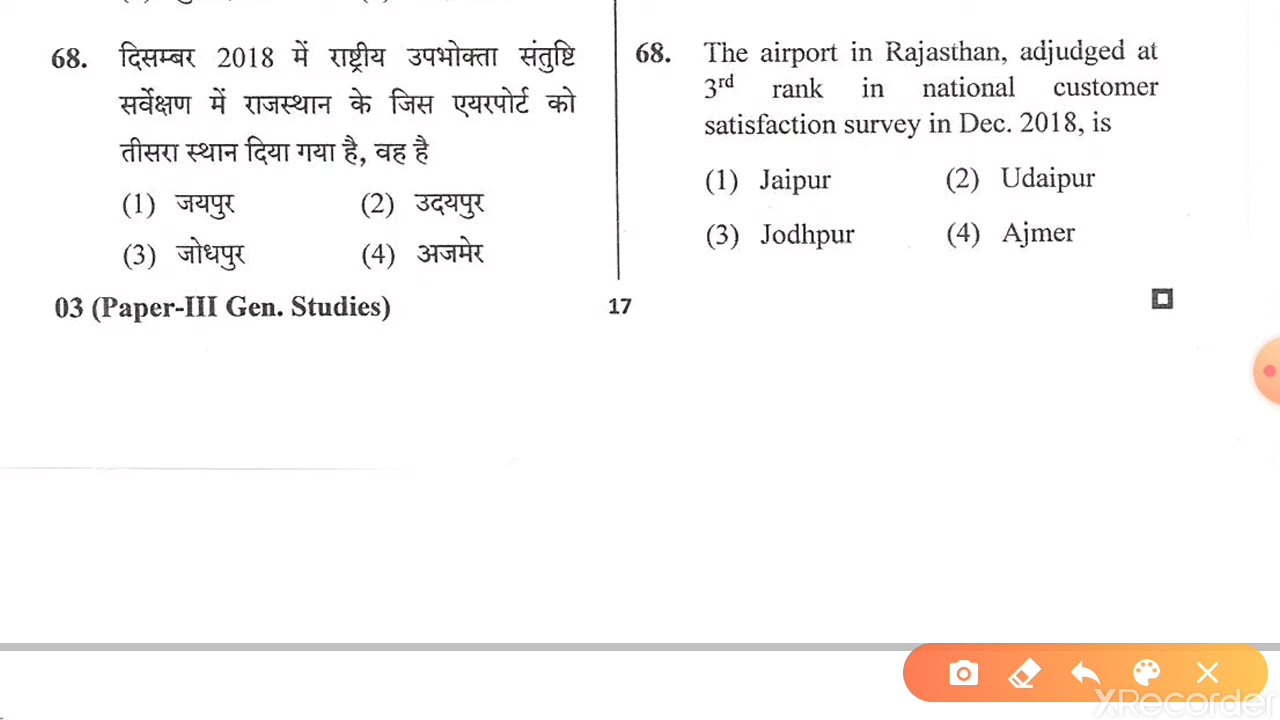 68. दिसम्बर 2018 में राष्ट्रीय उपभोक्ता संतुष्टि
सर्वेक्षण में राजस्थान के जिस एयरपोर्ट को
तीसरा स्थान दिया गया है, वह है
(1) जयपुर (2) उदयपुर
(3) जोधपुर (4) अजमेर
68. The airport in Rajasthan, adjudged at
3rd rank in national customer
satisfaction survey in Dec. 2018, is
(1) Jaipur (2) Udaipur
(3) Jodhpur (4) Ajmer
03 (Paper-III Gen. Studies) 17
XRecorder